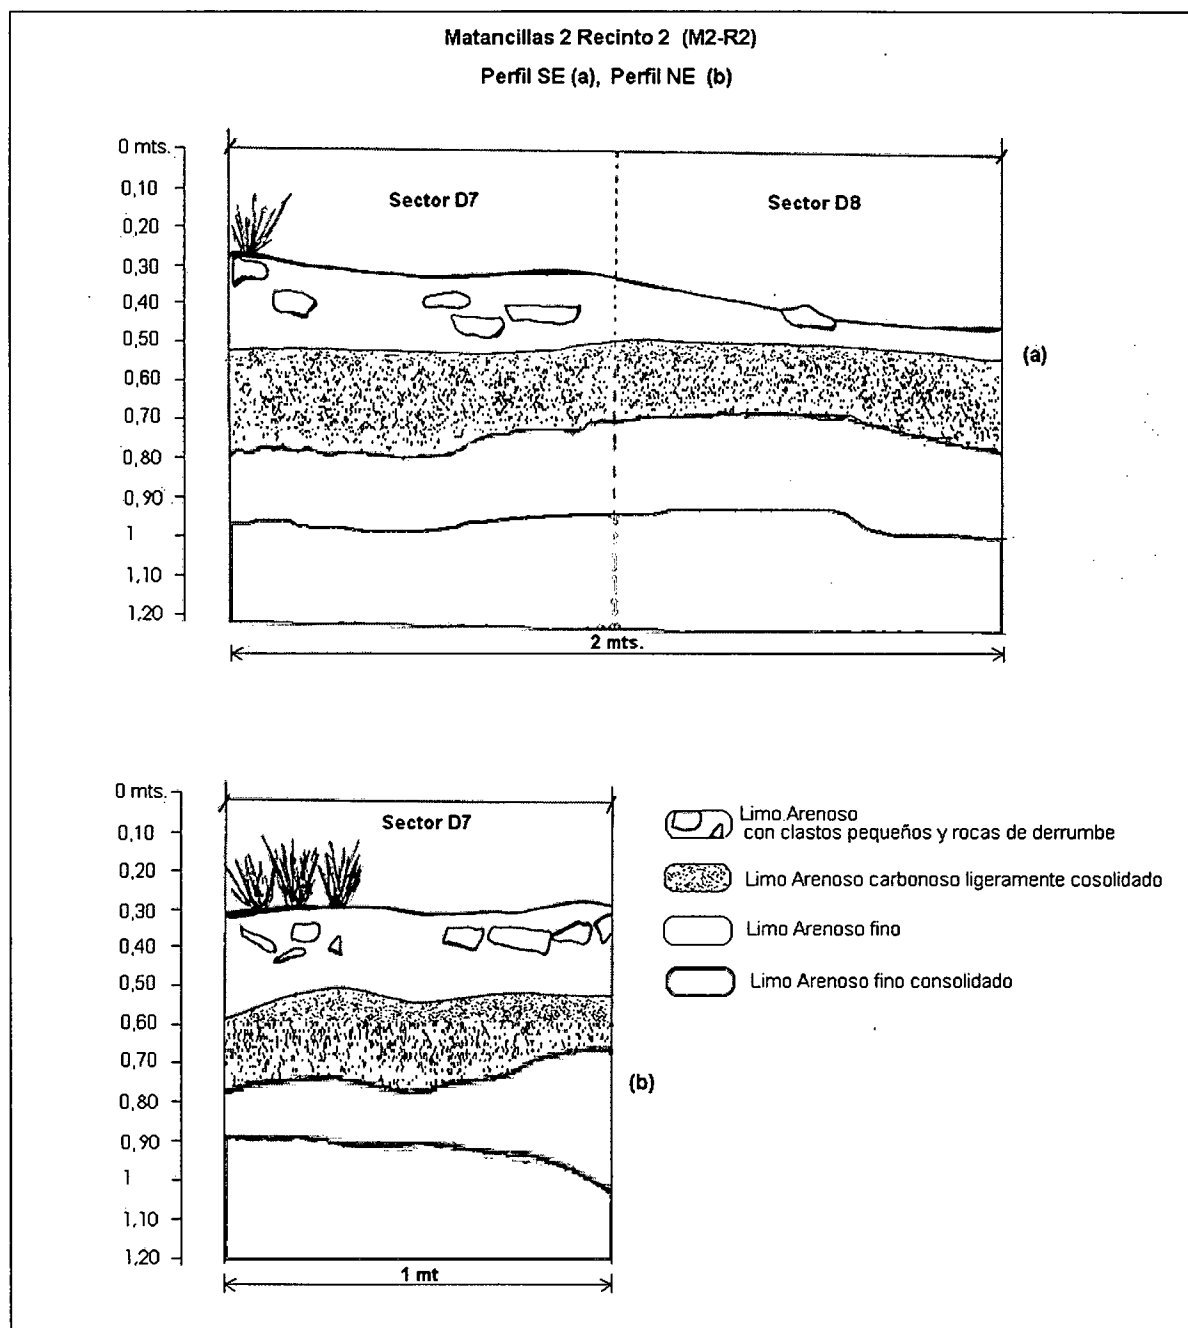 Matancillas 2 Recinto 2 (M2-R2)
Perfil SE (a), Perfil NE (b)
0 mts.
0,10
0,20
0,30
0,40
0,50
0,60
0,70
0,80
0,90
1
1,10
1,20
Sector D7
Sector D8
(a)
2 mts.
0 mts.
0,10
0,20
0,30
0,40
0,50
0,60
0,70
0,80
0,90
1
1,10
1,20
Sector D7
(b)
1 mt
Limo Arenoso
con clastos pequeños y rocas de derrumbe
Limo Arenoso carbonoso ligeramente cosolidado
Limo Arenoso fino
Limo Arenoso fino consolidado